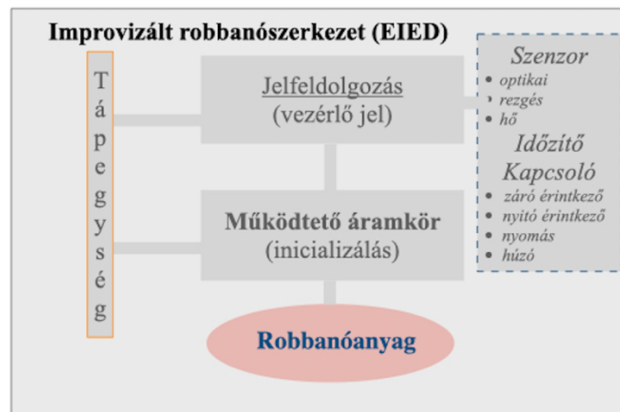 Improvizált robbanószerkezet (EIED)
Tápegység
Jelfeldolgozás
(vezérlő jel)
Működtető áramkör
(inicializálás)
Robbanóanyag
Szenzor
• optikai
• rezgés
• hő
Időzítő
Kapcsoló
• záró érintkező
• nyitó érintkező
• nyomás
• húzó